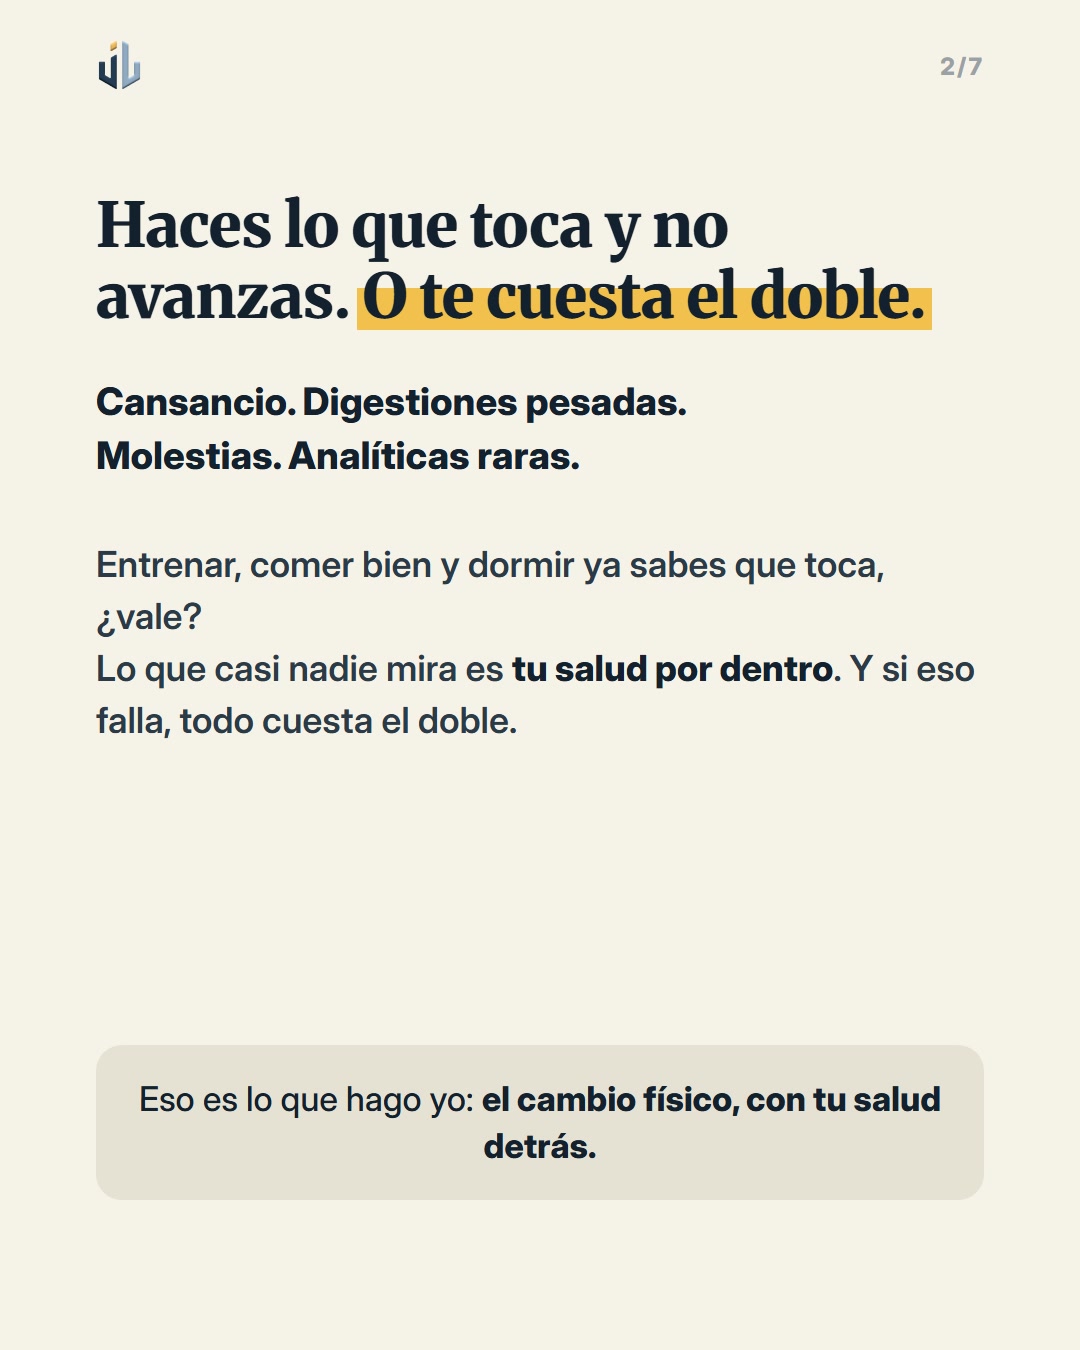 2/7
Haces lo que toca y no
avanzas. O te cuesta el doble.
Cansancio. Digestiones pesadas.
Molestias. Analíticas raras.
Entrenar, comer bien y dormir ya sabes que toca,
¿vale?
Lo que casi nadie mira es tu salud por dentro. Y si eso
falla, todo cuesta el doble.
Eso es lo que hago yo: el cambio físico, con tu salud
detrás.